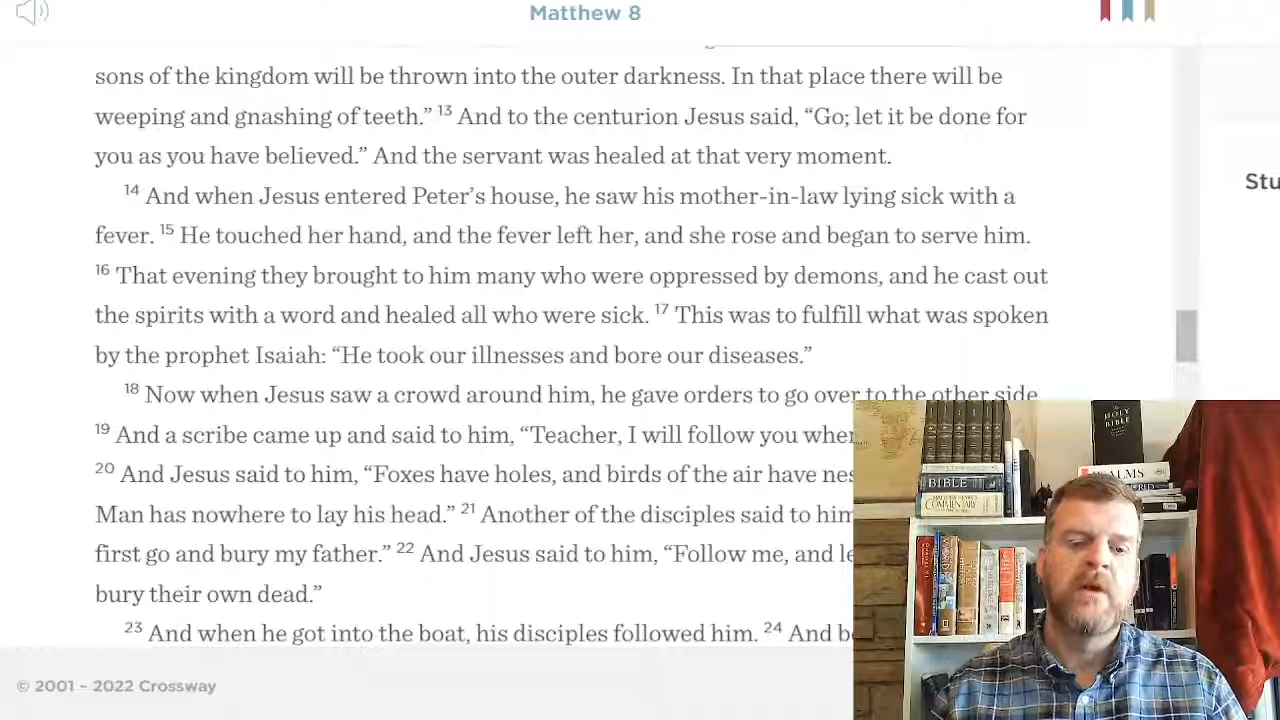 Matthew 8
sons of the kingdom will be thrown into the outer darkness. In that place there will be
weeping and gnashing of teeth.” 13 And to the centurion Jesus said, “Go; let it be done for
you as you have believed.” And the servant was healed at that very moment.
14 And when Jesus entered Peter’s house, he saw his mother-in-law lying sick with a
fever. 15 He touched her hand, and the fever left her, and she rose and began to serve him.
16 That evening they brought to him many who were oppressed by demons, and he cast out
the spirits with a word and healed all who were sick. 17 This was to fulfill what was spoken
by the prophet Isaiah: “He took our illnesses and bore our diseases.”
18 Now when Jesus saw a crowd around him, he gave orders to go over to the other side
19 And a scribe came up and said to him, “Teacher, I will follow you wher
20 And Jesus said to him, “Foxes have holes, and birds of the air have nes
Man has nowhere to lay his head.” 21 Another of the disciples said to him
first go and bury my father.” 22 And Jesus said to him, “Follow me, and le
bury their own dead.”
23 And when he got into the boat, his disciples followed him. 24 And b
© 2001 – 2022 Crossway
Stu
HOLY
BIBLE
BIBLE
COMMENTARY